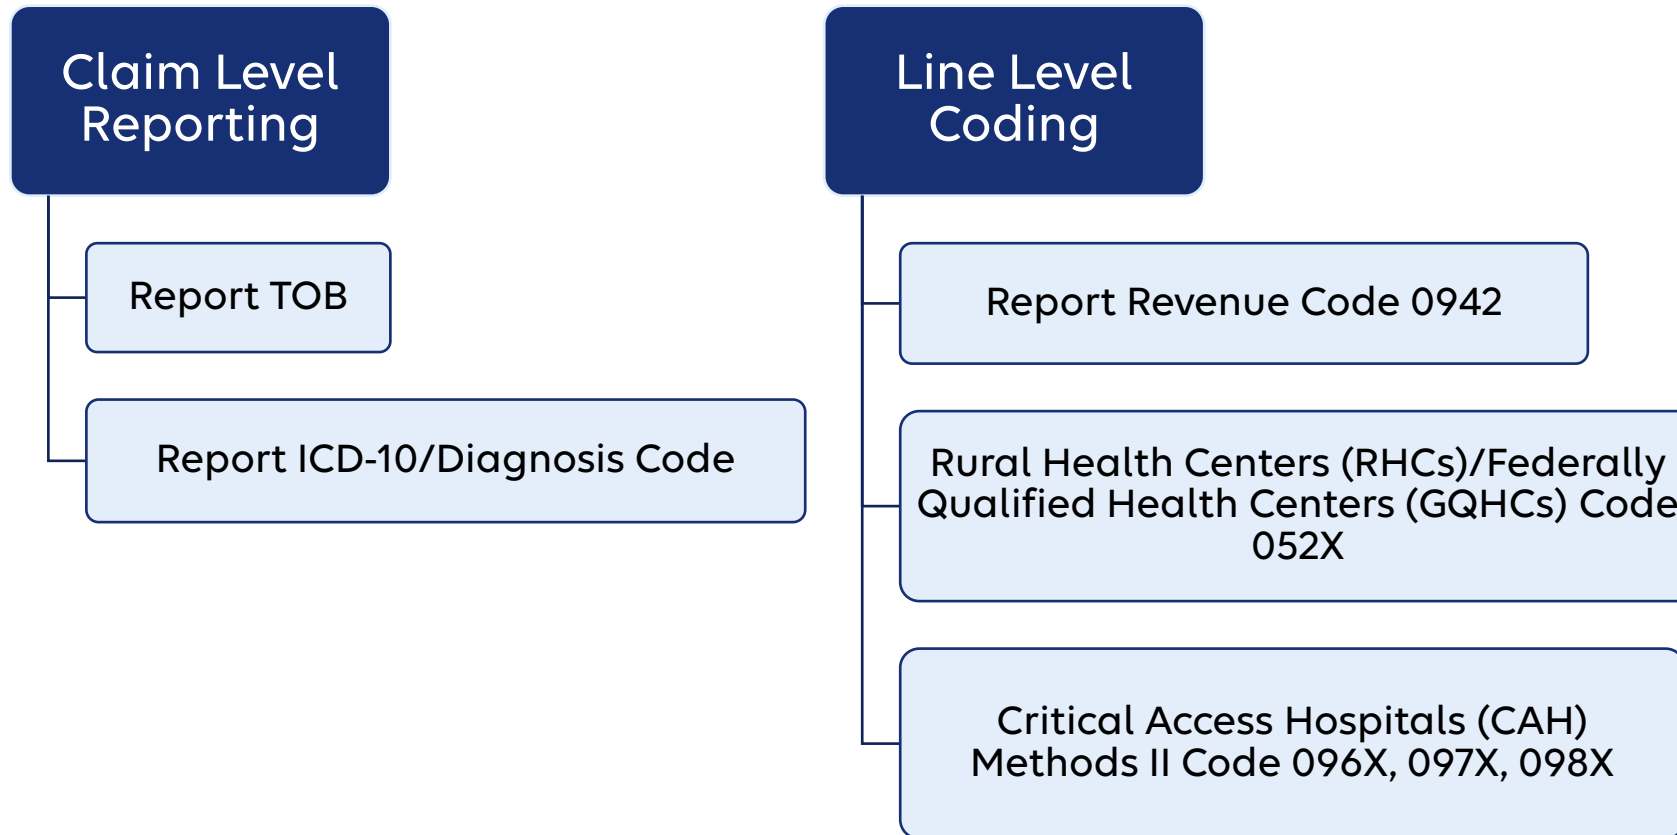 Claim Level
Reporting
Report TOB
Report ICD-10/Diagnosis Code
Line Level
Coding
Report Revenue Code 0942
Rural Health Centers (RHCs)/Federally
Qualified Health Centers (GQHCs) Code
052X
Critical Access Hospitals (CAH)
Methods II Code 096X, 097X, 098X